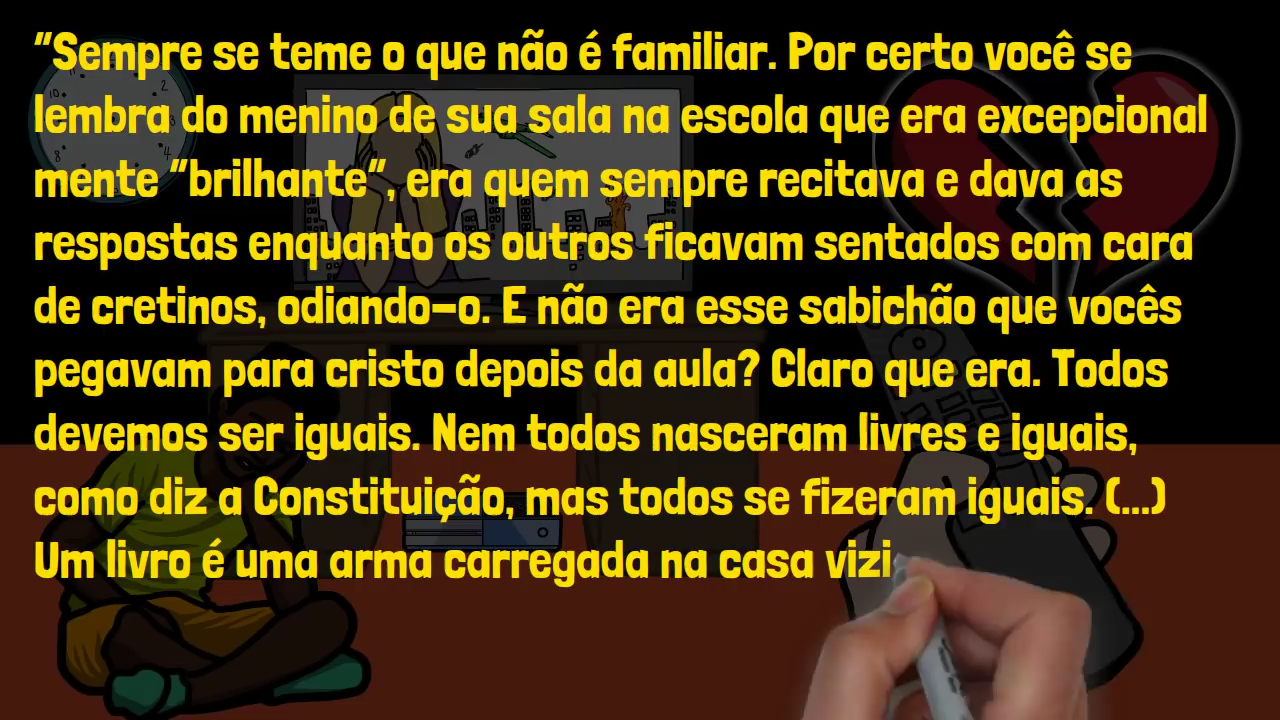 “Sempre se teme o que não é familiar. Por certo você se
lembra do menino de sua sala na escola que era excepcional
mente “brilhante”, era quem sempre recitava e dava as
respostas enquanto os outros ficavam sentados com cara
de cretinos, odiando-o. E não era esse sabichão que vocês
pegavam para cristo depois da aula? Claro que era. Todos
devemos ser iguais. Nem todos nasceram livres e iguais,
como diz a Constituição, mas todos se fizeram iguais. (...)
Um livro é uma arma carregada na casa vizi